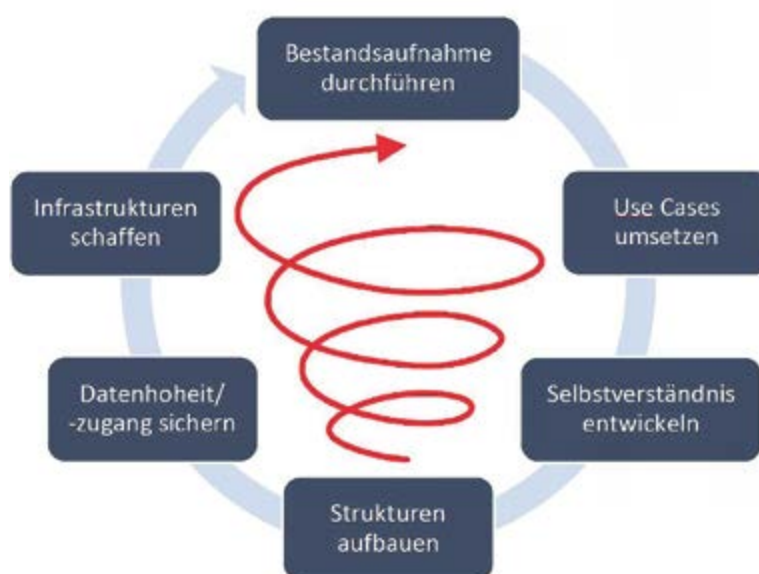 Bestandsaufnahme
durchführen
Use Cases
umsetzen
Selbstverständnis
entwickeln
Strukturen
aufbauen
Datenhoheit/
-zugang sichern
Infrastrukturen
schaffen